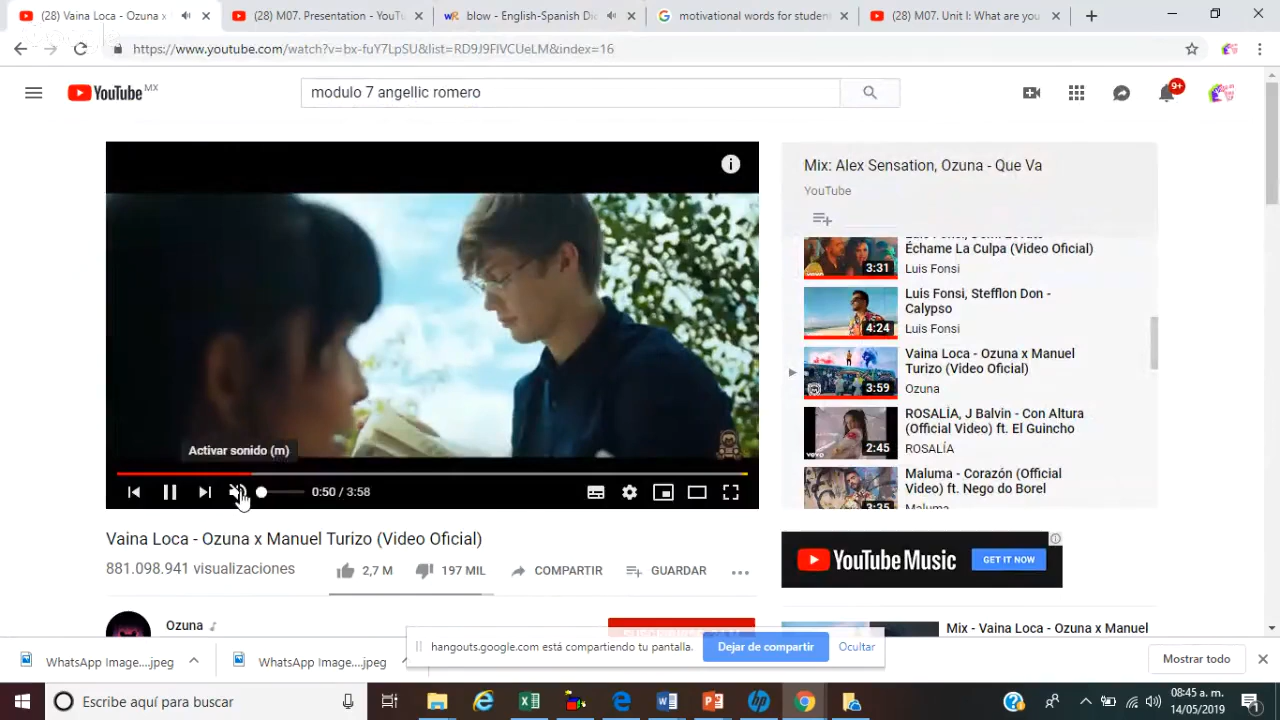 (28) Vaina Loca - Ozuna x
(28) M07. Presentation - YouT
blow - English-Spanish Dic
motivational words for studen
(28) M07. Unit I: What are you
https://www.youtube.com/watch?v=bx-fuY7LpSU&list=RD9J9FIVCUeLM&index=16
YouTube MX
modulo 7 angellic romero
9+
Mix: Alex Sensation, Ozuna - Que Va
YouTube
Échame La Culpa (Video Oficial)
Luis Fonsi
3:31
Luis Fonsi, Stefflon Don -
Calypso
Luis Fonsi
4:24
Vaina Loca - Ozuna x Manuel
Turizo (Video Oficial)
Ozuna
3:59
ROSALÍA, J Balvin - Con Altura
(Official Video) ft. El Guincho
ROSALÍA
2:45
Maluma - Corazón (Official
Video) ft. Nego do Borel
Maluma
3:35
Activar sonido (m)
0:50 / 3:58
Vaina Loca - Ozuna x Manuel Turizo (Video Oficial)
881.098.941 visualizaciones
2,7 M
197 MIL
COMPARTIR
GUARDAR
YouTube Music
GET IT NOW
Ozuna
Mix - Vaina Loca - Ozuna x Manuel
hangouts.google.com está compartiendo tu pantalla.
Dejar de compartir
Ocultar
WhatsApp Image....jpeg
WhatsApp Image....jpeg
Mostrar todo
Escribe aquí para buscar
08:45 a. m.
14/05/2019
1